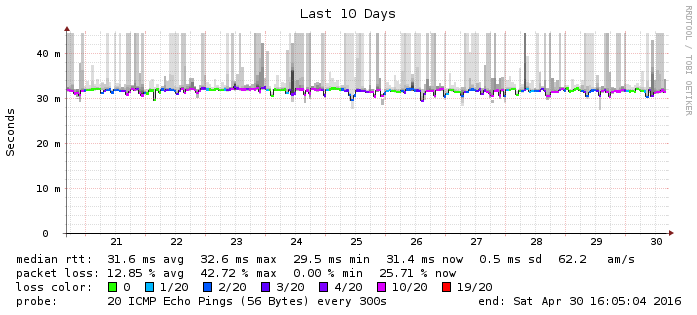 Last 10 Days
RRDTOOL / TOBI OETIKER
Seconds
40 m
30 m
20 m
10 m
0
21 22 23 24 25 26 27 28 29 30
median rtt: 31.6 ms avg 32.6 ms max 29.5 ms min 31.4 ms now 0.5 ms sd 62.2 am/s
packet loss: 12.85 % avg 42.72 % max 0.00 % min 25.71 % now
loss color: 0 1/20 2/20 3/20 4/20 10/20 19/20
probe: 20 ICMP Echo Pings (56 Bytes) every 300s end: Sat Apr 30 16:05:04 2016